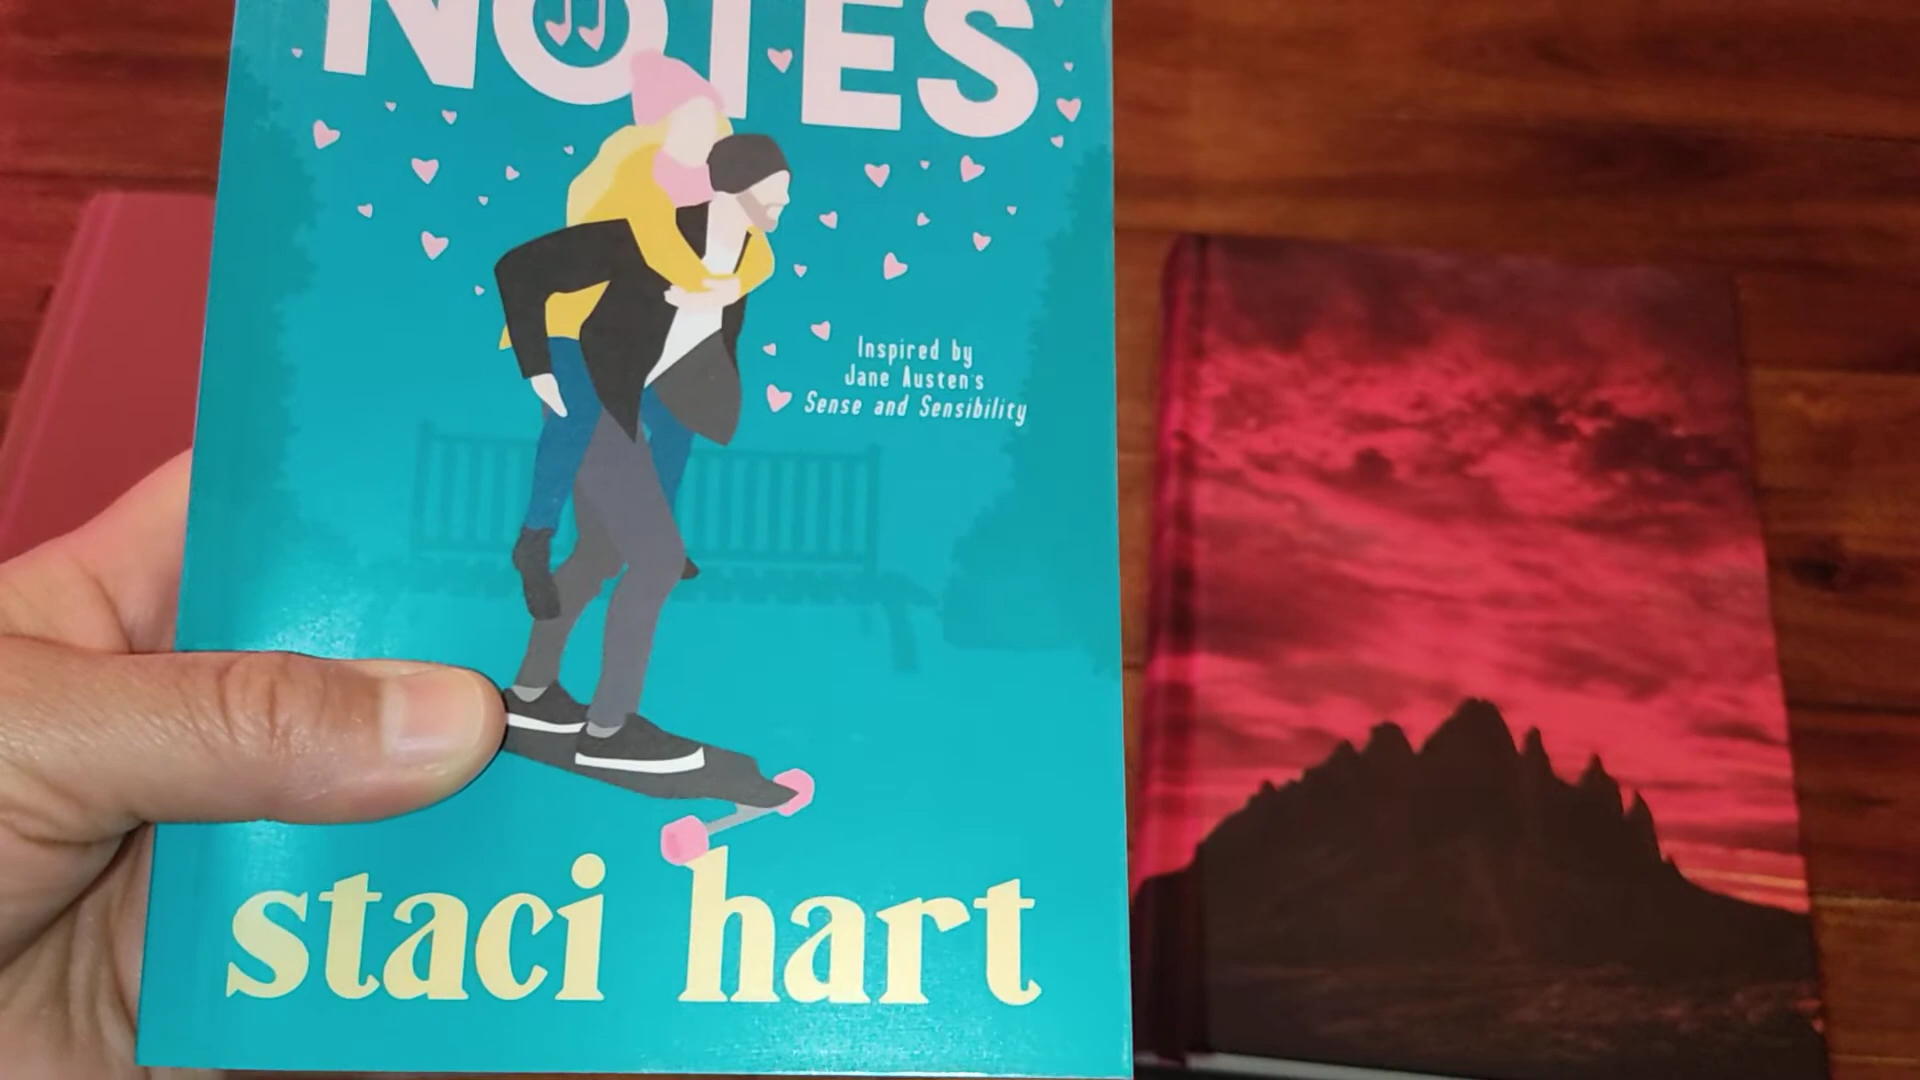 NOTES
Inspired by
Jane Austen's
Sense and Sensibility
staci hart